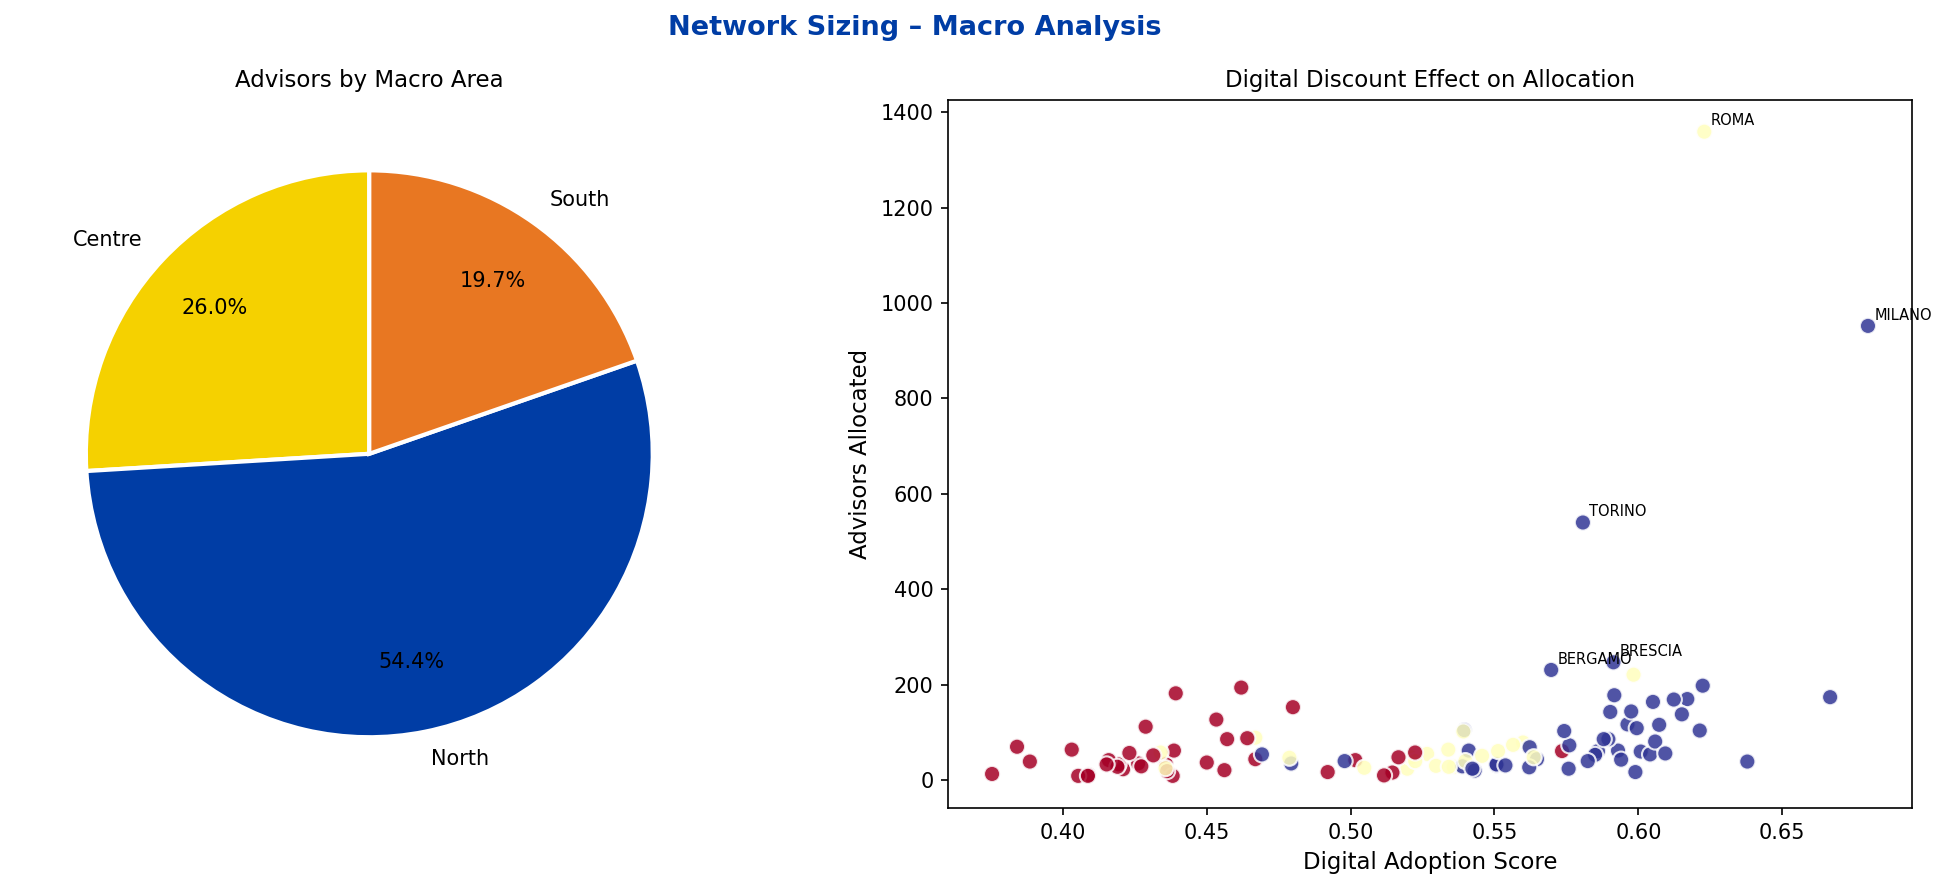 Network Sizing – Macro Analysis
Advisors by Macro Area
South
Centre
19.7%
26.0%
54.4%
North
Digital Discount Effect on Allocation
1400
1200
1000
800
600
400
200
0
Advisors Allocated
ROMA
MILANO
TORINO
BRESCIA
BERGAMO
0.40 0.45 0.50 0.55 0.60 0.65
Digital Adoption Score